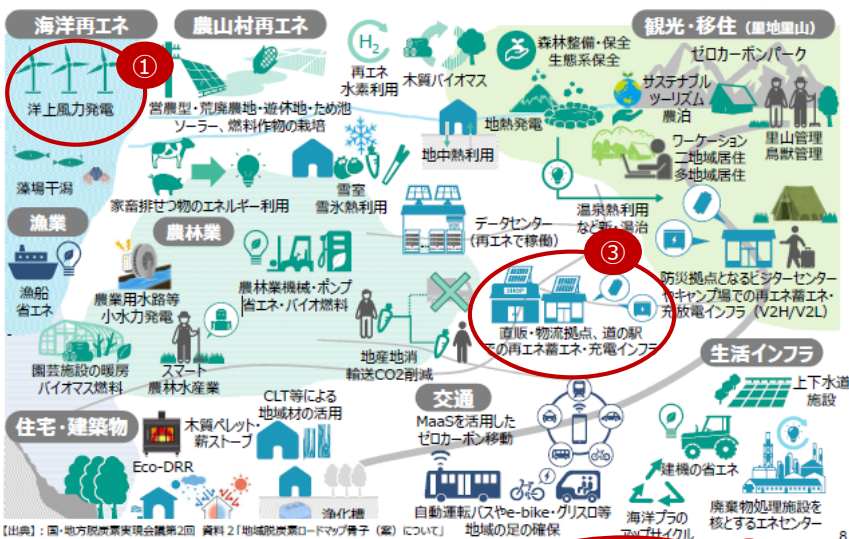 海洋再エネ
①
洋上風力発電
藻場干潟
漁業
漁船
省エネ
農山村再エネ
営農型・荒廃農地・遊休地・ため池
ソーラー、燃料作物の栽培
H₂
再エネ
水素利用
木質バイオマス
家畜排せつ物のエネルギー利用
雪室
雪氷熱利用
地中熱利用
地熱発電
森林整備・保全
生態系保全
観光・移住（里地里山）
ゼロカーボンパーク
サステナブル
ツーリズム
農泊
ワーケーション
二地域居住
多地域居住
里山管理
鳥獣管理
温泉熱利用
など新・湯治
データセンター
（再エネで稼働）
農林業
農業用水路等
小水力発電
農林業機械・ポンプ
省エネ・バイオ燃料
園芸施設の暖房
バイオマス燃料
スマート
農林水産業
地産地消
輸送CO2削減
③
SHOP
直販・物流拠点、道の駅
での再エネ蓄エネ・充電インフラ
防災拠点となるビジターセンター
やキャンプ場での再エネ蓄エネ・
充放電インフラ（V2H/V2L）
住宅・建築物
木質ペレット・
薪ストーブ
CLT等による
地域材の活用
Eco-DRR
浄化槽
交通
MaaSを活用した
ゼロカーボン移動
自動運転バスやe-bike・グリスロ等
地域の足の確保
生活インフラ
上下水道
施設
建機の省エネ
海洋プラの
アップサイクル
廃棄物処理施設を
核とするエネセンター
【出典】：国・地方脱炭素実現会議第2回 資料2「地域脱炭素ロードマップ骨子（案）について」
8